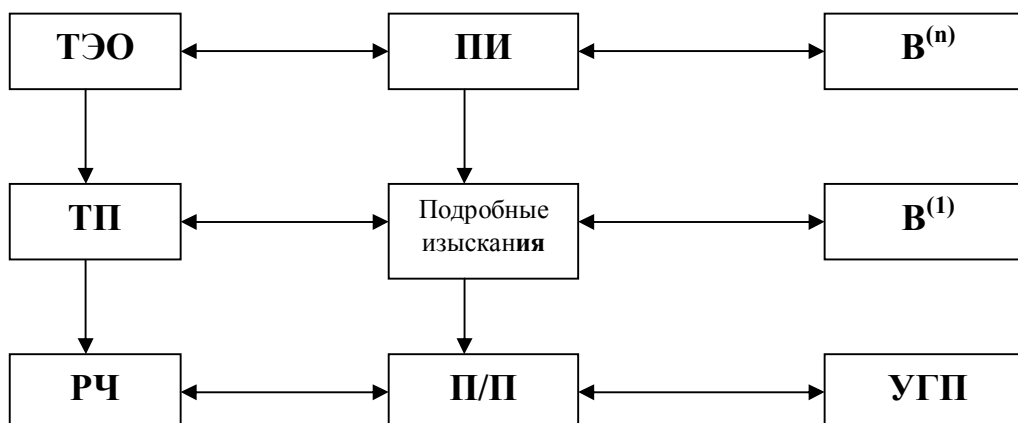 ТЭО
ПИ
В(n)
ТП
Подробные
изыскания
В(1)
РЧ
П/П
УГП